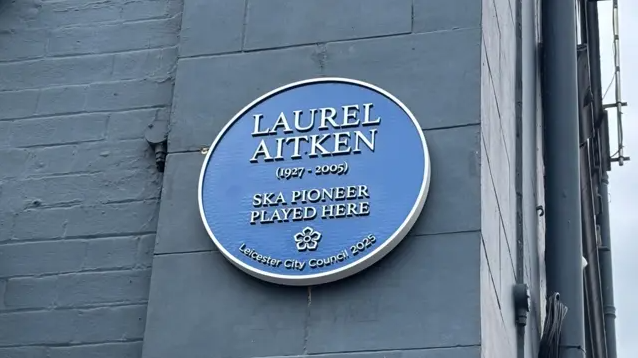 LAUREL
AITKEN
(1927 - 2005)
SKA PIONEER
PLAYED HERE
Leicester City Council 2025